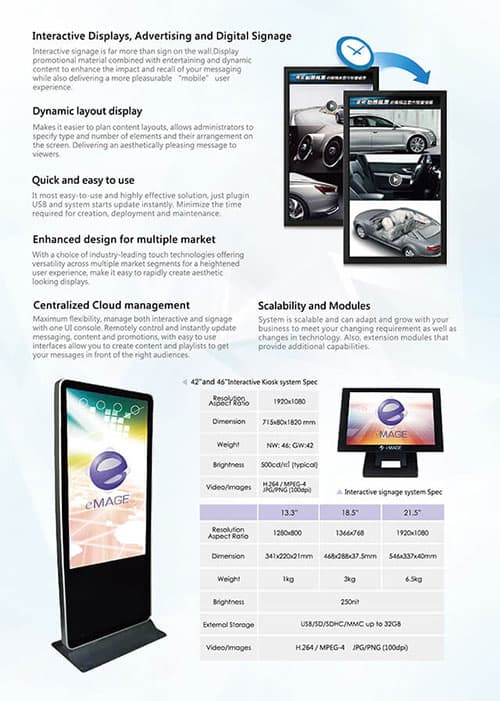 Interactive Displays, Advertising and Digital Signage
Interactive signage is far more than sign on the wall.Display
promotional material combined with entertaining and dynamic
content to enhance the impact and recall of your messaging
while also delivering a more pleasurable “mobile” user
experience.
Dynamic layout display
Makes it easier to plan content layouts, allows administrators to
specify type and number of elements and their arrangement on
the screen. Delivering an aesthetically pleasing message to
viewers.
Quick and easy to use
It most easy-to-use and highly effective solution, just plugin
USB and system starts update instantly. Minimize the time
required for creation, deployment and maintenance.
Enhanced design for multiple market
With a choice of industry-leading touch technologies offering
versatility across multiple market segments for a heightened
user experience, make it easy to rapidly create aesthetic
looking displays.
Centralized Cloud management
Maximum flexibility, manage both interactive and signage
with one UI console. Remotely control and instantly update
messaging, content and promotions, with easy to use
interfaces allow you to create content and playlists to get
your messages in front of the right audiences.
Scalability and Modules
System is scalable and can adapt and grow with your
business to meet your changing requirement as well as
changes in technology. Also, extension modules that
provide additional capabilities.
42"and 46"Interactive Kiosk system Spec
Resolution
Aspect Ratio 1920x1080
Dimension 715x80x1820 mm
Weight NW: 46; GW:42
Brightness 500cd/㎡ (typical)
Video/Images H.264 / MPEG-4
JPG/PNG (100dpi)
eMAGE
eMAGE
Interactive signage system Spec
13.3" 18.5" 21.5"
Resolution
Aspect Ratio 1280x800 1366x768 1920x1080
Dimension 341x220x21mm 468x288x37.5mm 546x337x40mm
Weight 1kg 3kg 6.5kg
Brightness 250nit
External Storage USB/SD/SDHC/MMC up to 32GB
Video/Images H.264 / MPEG-4 JPG/PNG (100dpi)